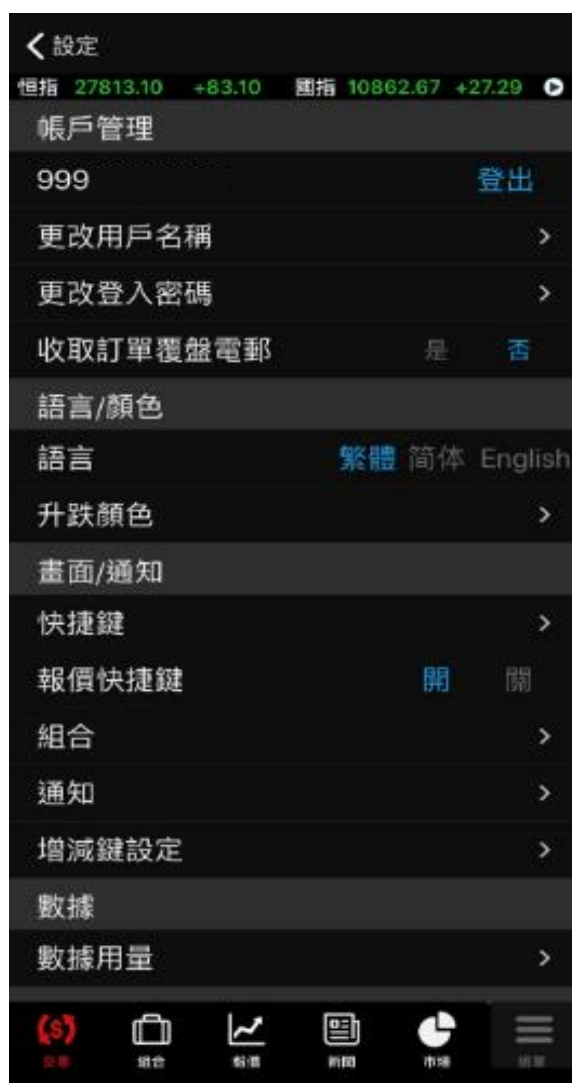 設定
恒指 27813.10 +83.10 國指 10862.67 +27.29
帳戶管理
999 登出
更改用戶名稱
更改登入密碼
收取訂單覆盤電郵 是 否
語言/顏色
語言 繁體 简体 English
升跌顏色
畫面/通知
快捷鍵
報價快捷鍵 開 關
組合
通知
增減鍵設定
數據
數據用量
交易 組合 報價 新聞 市場